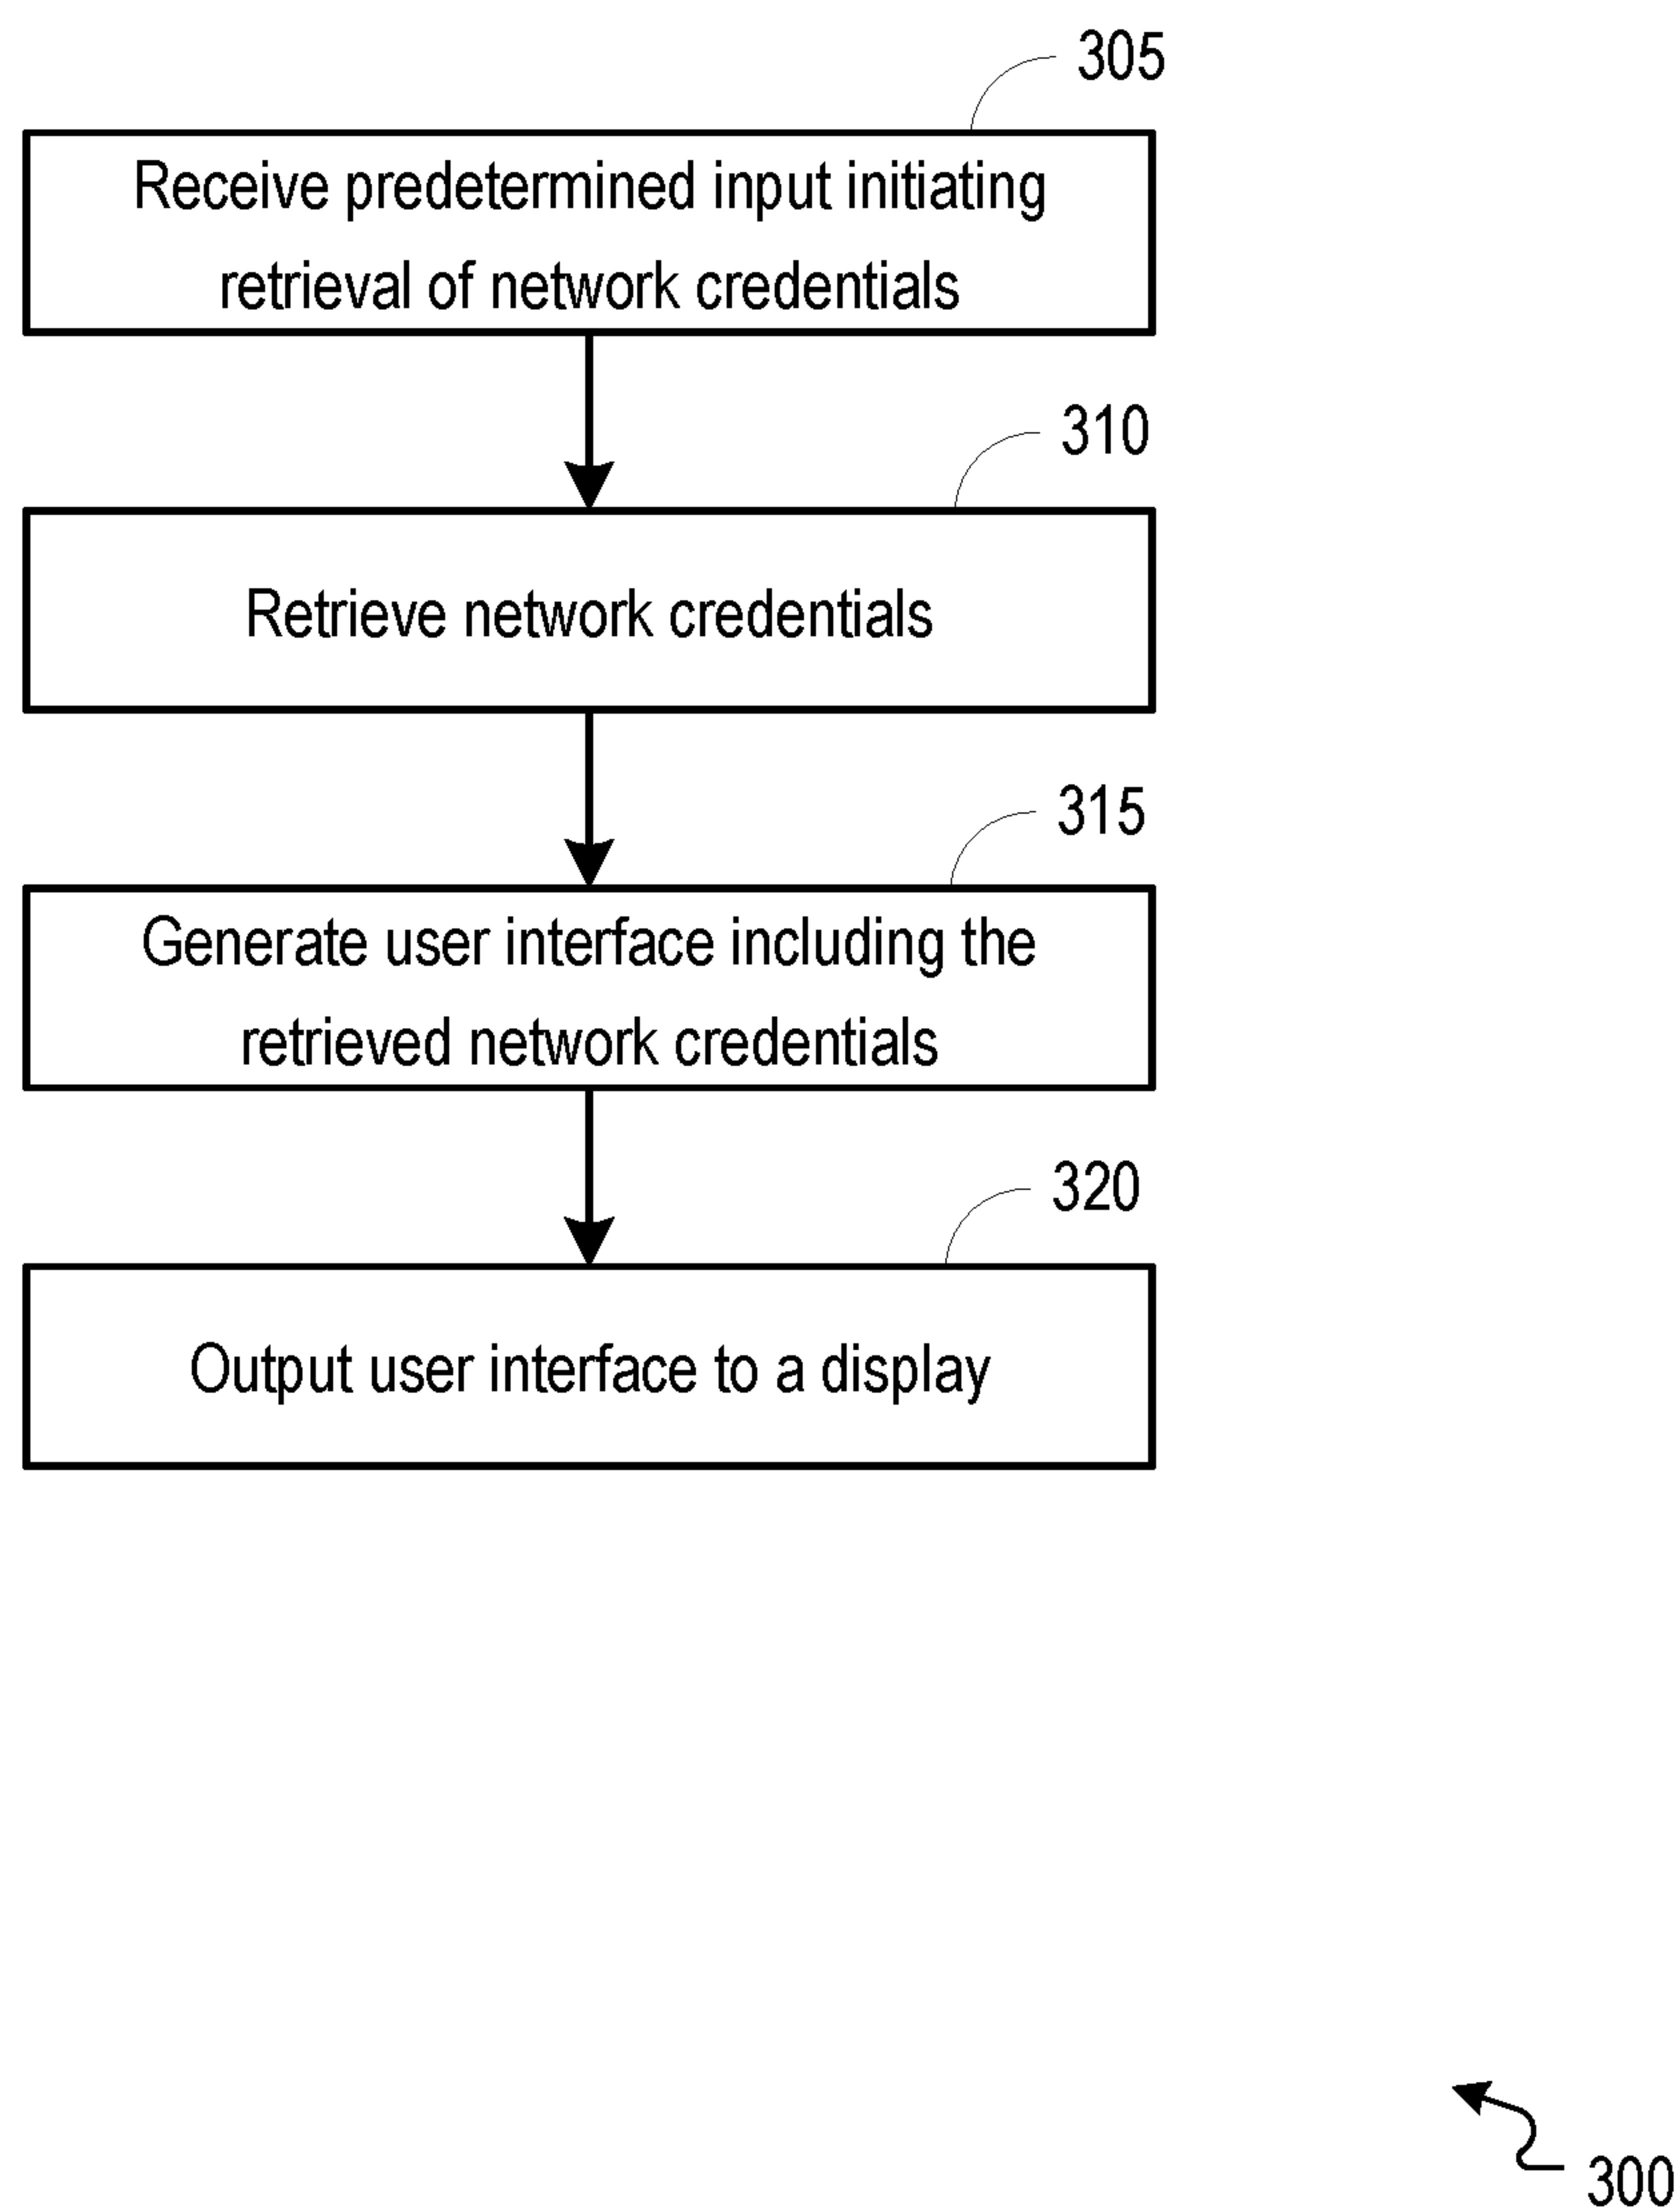 305
Receive predetermined input initiating
retrieval of network credentials
310
Retrieve network credentials
315
Generate user interface including the
retrieved network credentials
320
Output user interface to a display
300